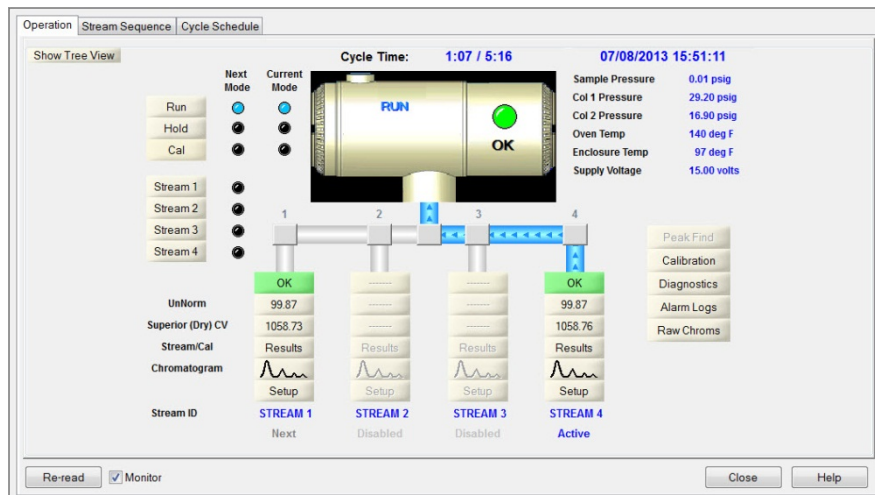 Operation Stream Sequence Cycle Schedule
Show Tree View Cycle Time: 1:07 / 5:16 07/08/2013 15:51:11
Next Mode Current Mode
Run
Hold
Cal
RUN
OK
Sample Pressure 0.01 psig
Col 1 Pressure 29.20 psig
Col 2 Pressure 16.90 psig
Oven Temp 140 deg F
Enclosure Temp 97 deg F
Supply Voltage 15.00 volts
Stream 1
Stream 2
Stream 3
Stream 4
1 2 3 4
OK ------- ------- OK
UnNorm 99.87 ------- ------- 99.87
Superior (Dry) CV 1058.73 ------- ------- 1058.76
Stream/Cal Results Results Results Results
Chromatogram
Setup Setup Setup Setup
Stream ID STREAM 1 STREAM 2 STREAM 3 STREAM 4
Next Disabled Disabled Active
Peak Find
Calibration
Diagnostics
Alarm Logs
Raw Chroms
Re-read Monitor Close Help